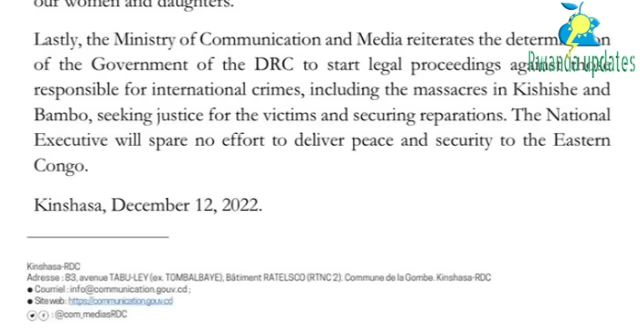 our women and daughters.
Lastly, the Ministry of Communication and Media reiterates the determ on
of the Government of the DRC to start legal proceedings aga
Rwanda updates
responsible for international crimes, including the massacres in Kishishe and
Bambo, seeking justice for the victims and securing reparations. The National
Executive will spare no effort to deliver peace and security to the Eastern
Congo.
Kinshasa, December 12, 2022.
Kinshasa-RDC
Adresse : 83, avenue TABU-LEY (ex. TOMBALBAYE), Bâtiment RATELSCO (RTNC 2). Commune de la Gombe. Kinshasa-RDC
● Courriel : info@communication.gouv.cd ;
● Site web : https://communication.gouv.cd
: @com_mediasRDC